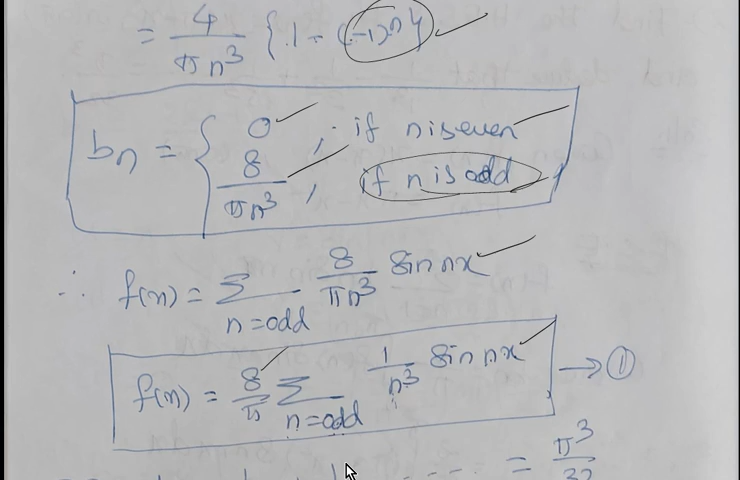 = 4/πn³ {1 - (-1)ⁿ}
bₙ = { 0 , if n is even
8/πn³ , if n is odd
∴ f(x) = Σ n=odd 8/πn³ sin nx
f(x) = 8/π Σ n=odd 1/n³ sin nx → ①
- - - - = π³/32